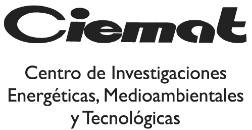 Ciemat
Centro de Investigaciones
Energéticas, Medioambientales
y Tecnológicas